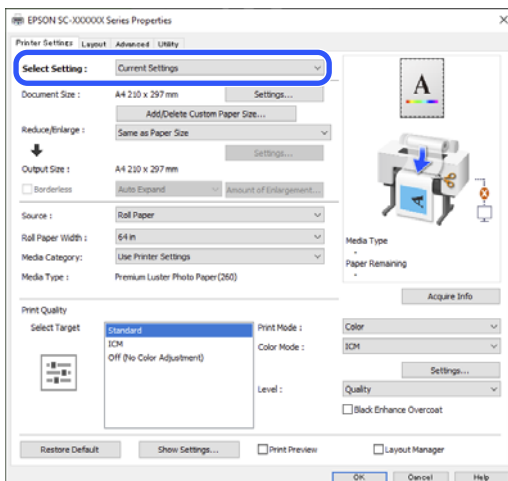 EPSON SC-XXXXXX Series Properties
Printer Settings Layout Advanced Utility
Select Setting : Current Settings
Document Size : A4 210 x 297 mm Settings...
Add/Delete Custom Paper Size...
Reduce/Enlarge : Same as Paper Size
Settings...
Output Size : A4 210 x 297 mm
Borderless Auto Expand Amount of Enlargement...
Source : Roll Paper
Roll Paper Width : 64 in
Media Category: Use Printer Settings
Media Type : Premium Luster Photo Paper(260)
A
Media Type
-
Paper Remaining
-
Acquire Info
Print Quality
Select Target
Standard
ICM
Off (No Color Adjustment)
Print Mode : Color
Color Mode : ICM
Settings...
Level : Quality
Black Enhance Overcoat
Restore Default Show Settings... Print Preview Layout Manager
OK Cancel Help